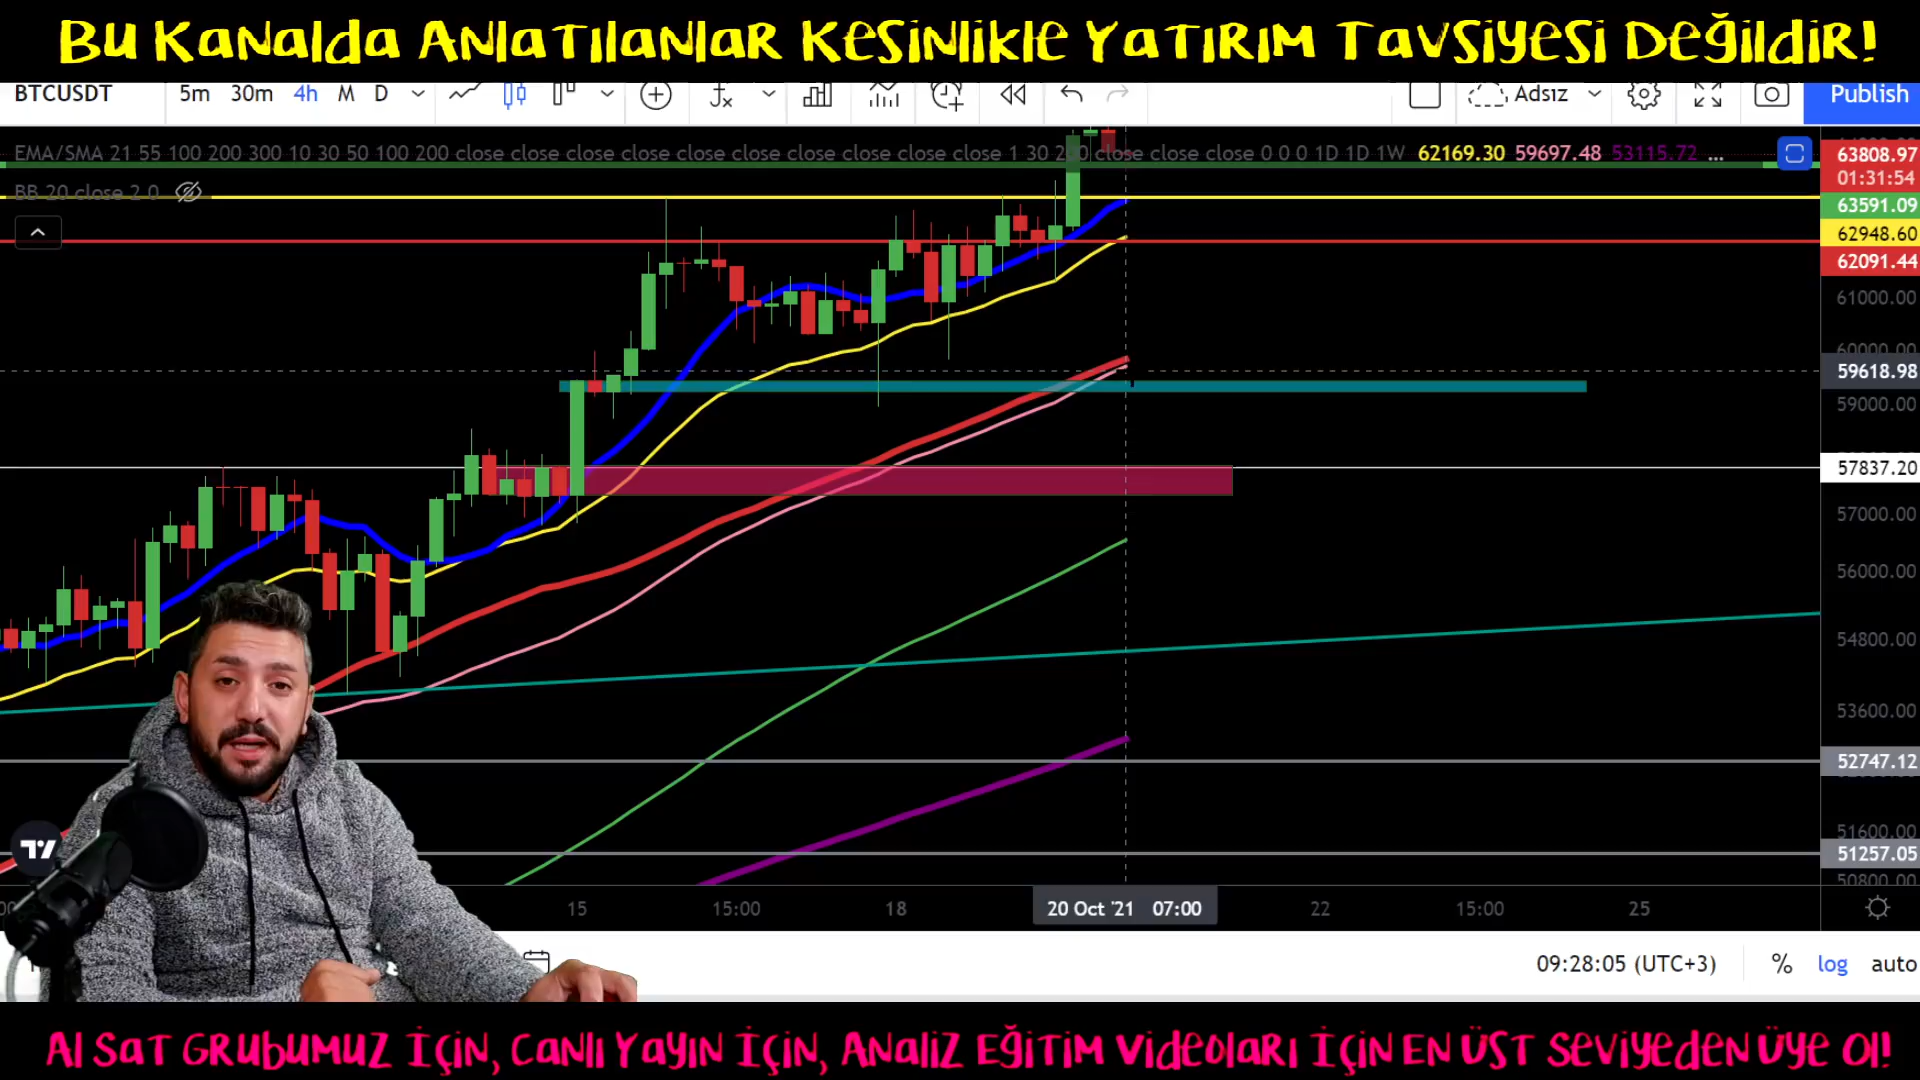 Bu Kanalda Anlatılanlar Kesinlikle Yatırım Tavsiyesi Değildir!
BTCUSDT 5m 30m 4h M D Adsız Publish
EMA/SMA 21 55 100 200 300 10 30 50 100 200 close close close close close close close close close close 1 30 200 close close close 0 0 0 1D 1D 1W 62169.30 59697.48 53115.72 ...
BB 20 close 2 0
63808.97
01:31:54
63591.09
62948.60
62091.44
61000.00
60000.00
59618.98
59000.00
57837.20
57000.00
56000.00
54800.00
53600.00
52747.12
51600.00
51257.05
50800.00
15 15:00 18 20 Oct '21 07:00 22 15:00 25
09:28:05 (UTC+3) % log auto
Al Sat Grubumuz İçin, Canlı Yayın İçin, Analiz Eğitim Videoları İçin En Üst Seviyeden Üye Ol!